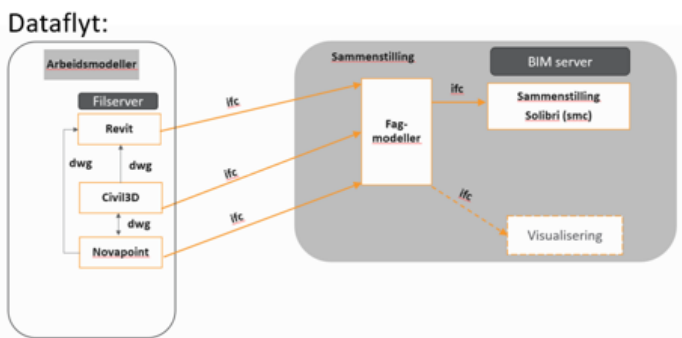 Dataflyt:
Arbeidsmodeller
Filserver
Revit
dwg
dwg
Civil3D
dwg
Novapoint
ifc
ifc
ifc
Sammenstilling
Fag-
modeller
ifc
ifc
BIM server
Sammenstilling
Solibri (smc)
Visualisering